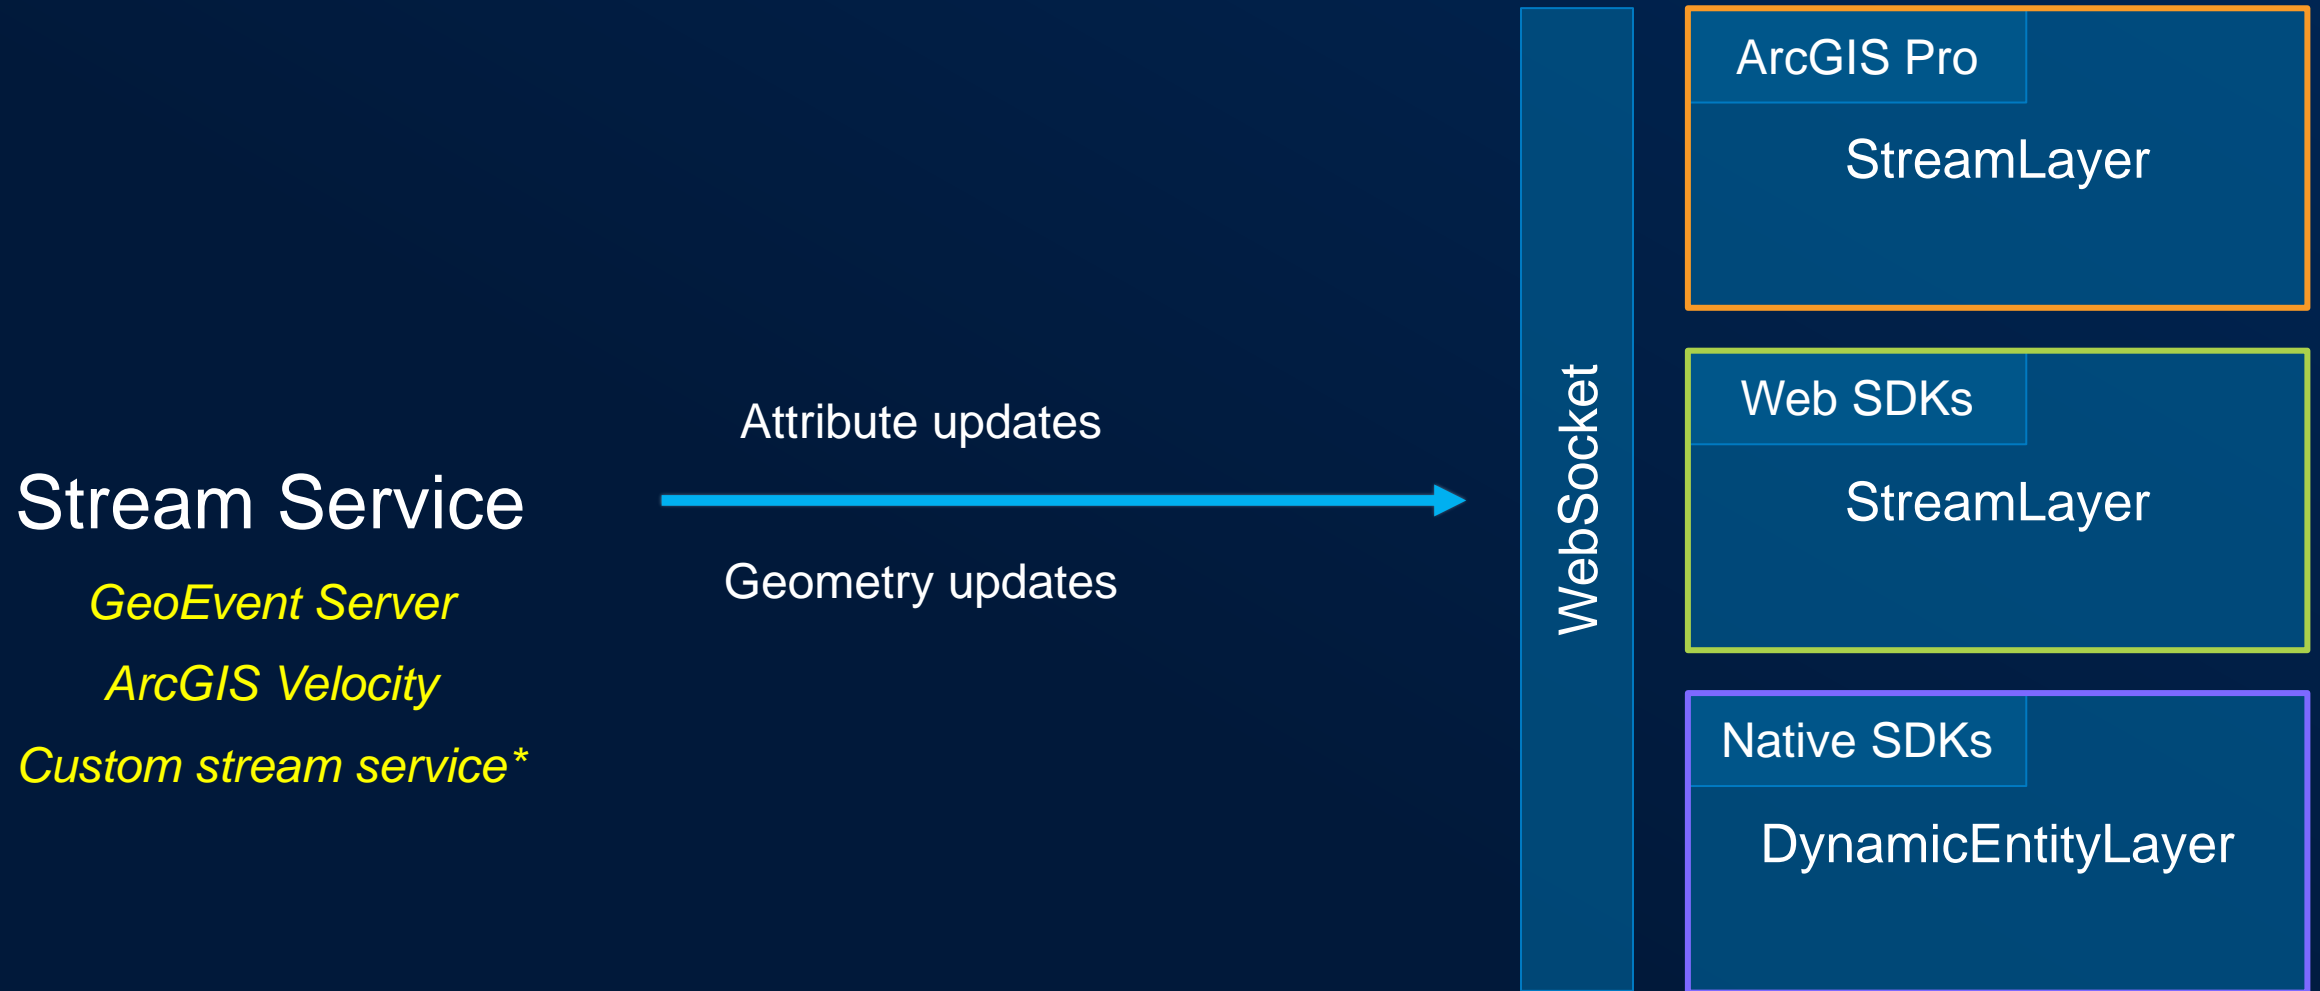 Stream Service
GeoEvent Server
ArcGIS Velocity
Custom stream service*
Attribute updates
Geometry updates
WebSocket
ArcGIS Pro
StreamLayer
Web SDKs
StreamLayer
Native SDKs
DynamicEntityLayer